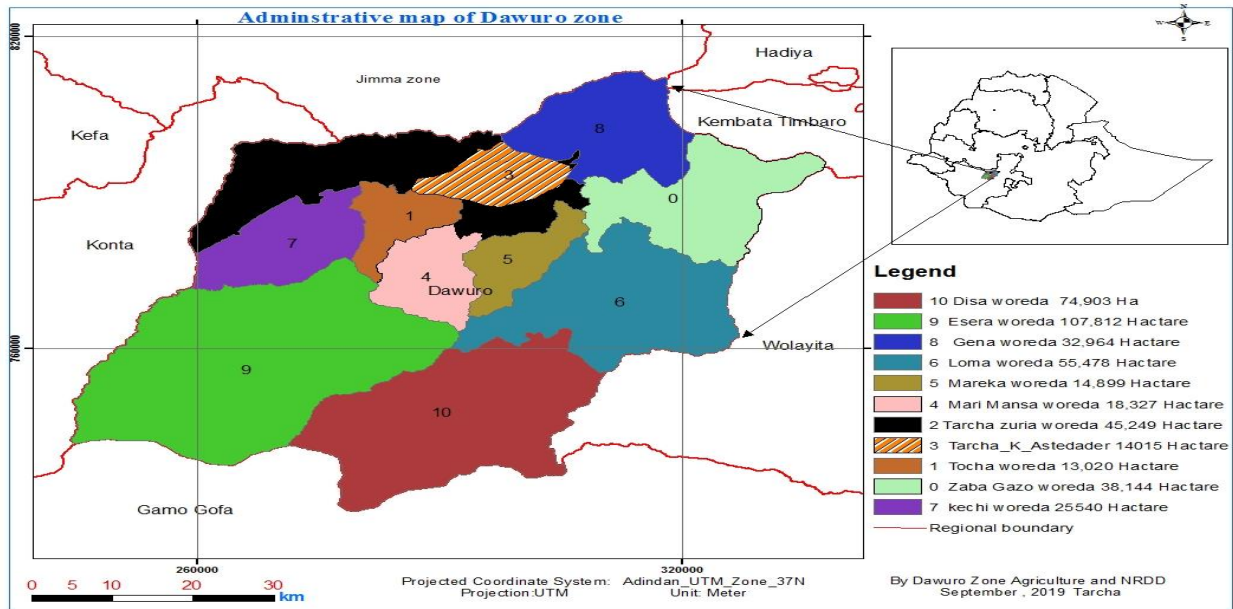 Adminstrative map of Dawuro zone
N
W E
S
820000
760000
Hadiya
Jimma zone
Kefa
Kembata Timbaro
8
3
0
1
Konta
7
5
4
Dawuro
6
Wolayita
9
10
Gamo Gofa
Legend
10 Disa woreda 74,903 Ha
9 Esera woreda 107,812 Hactare
8 Gena woreda 32,964 Hactare
6 Loma woreda 55,478 Hactare
5 Mareka woreda 14,899 Hactare
4 Mari Mansa woreda 18,327 Hactare
2 Tarcha zuria woreda 45,249 Hactare
3 Tarcha_K_Astedader 14015 Hactare
1 Tocha woreda 13,020 Hactare
0 Zaba Gazo woreda 38,144 Hactare
7 kechi woreda 25540 Hactare
Regional boundary
260000 320000
0 5 10 20 30
km
Projected Coordinate System: Adindan_UTM_Zone_37N
Projection:UTM Unit: Meter
By Dawuro Zone Agriculture and NRDD
September , 2019 Tarcha